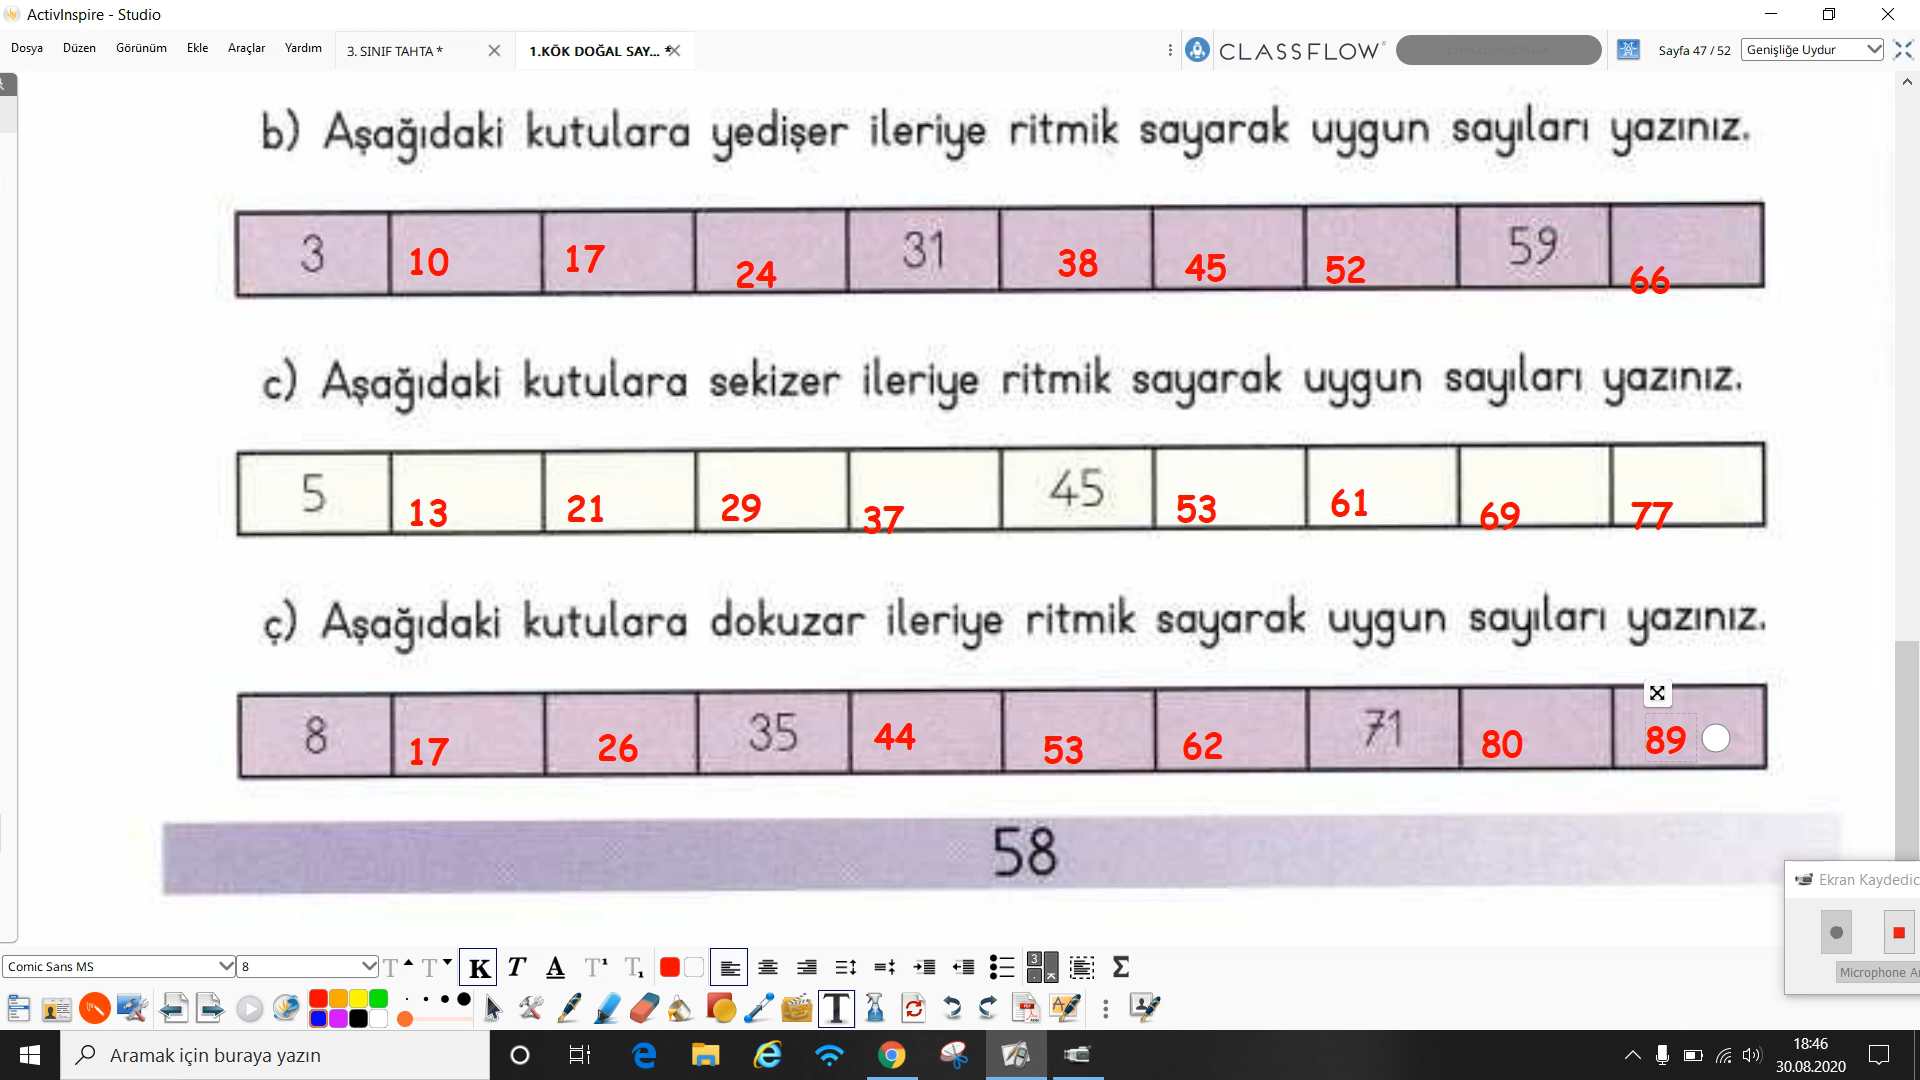 ActivInspire - Studio
Dosya Düzen Görünüm Ekle Araçlar Yardım 3. SINIF TAHTA * 1.KÖK DOĞAL SAY... * CLASSFLOW Sayfa 47 / 52 Genişliğe Uydur
b) Aşağıdaki kutulara yedişer ileriye ritmik sayarak uygun sayıları yazınız.
3 10 17 24 31 38 45 52 59 66
c) Aşağıdaki kutulara sekizer ileriye ritmik sayarak uygun sayıları yazınız.
5 13 21 29 37 45 53 61 69 77
ç) Aşağıdaki kutulara dokuzar ileriye ritmik sayarak uygun sayıları yazınız.
8 17 26 35 44 53 62 71 80 89
58
Ekran Kaydedic
Microphone A
Comic Sans MS 8
Aramak için buraya yazın
18:46
30.08.2020